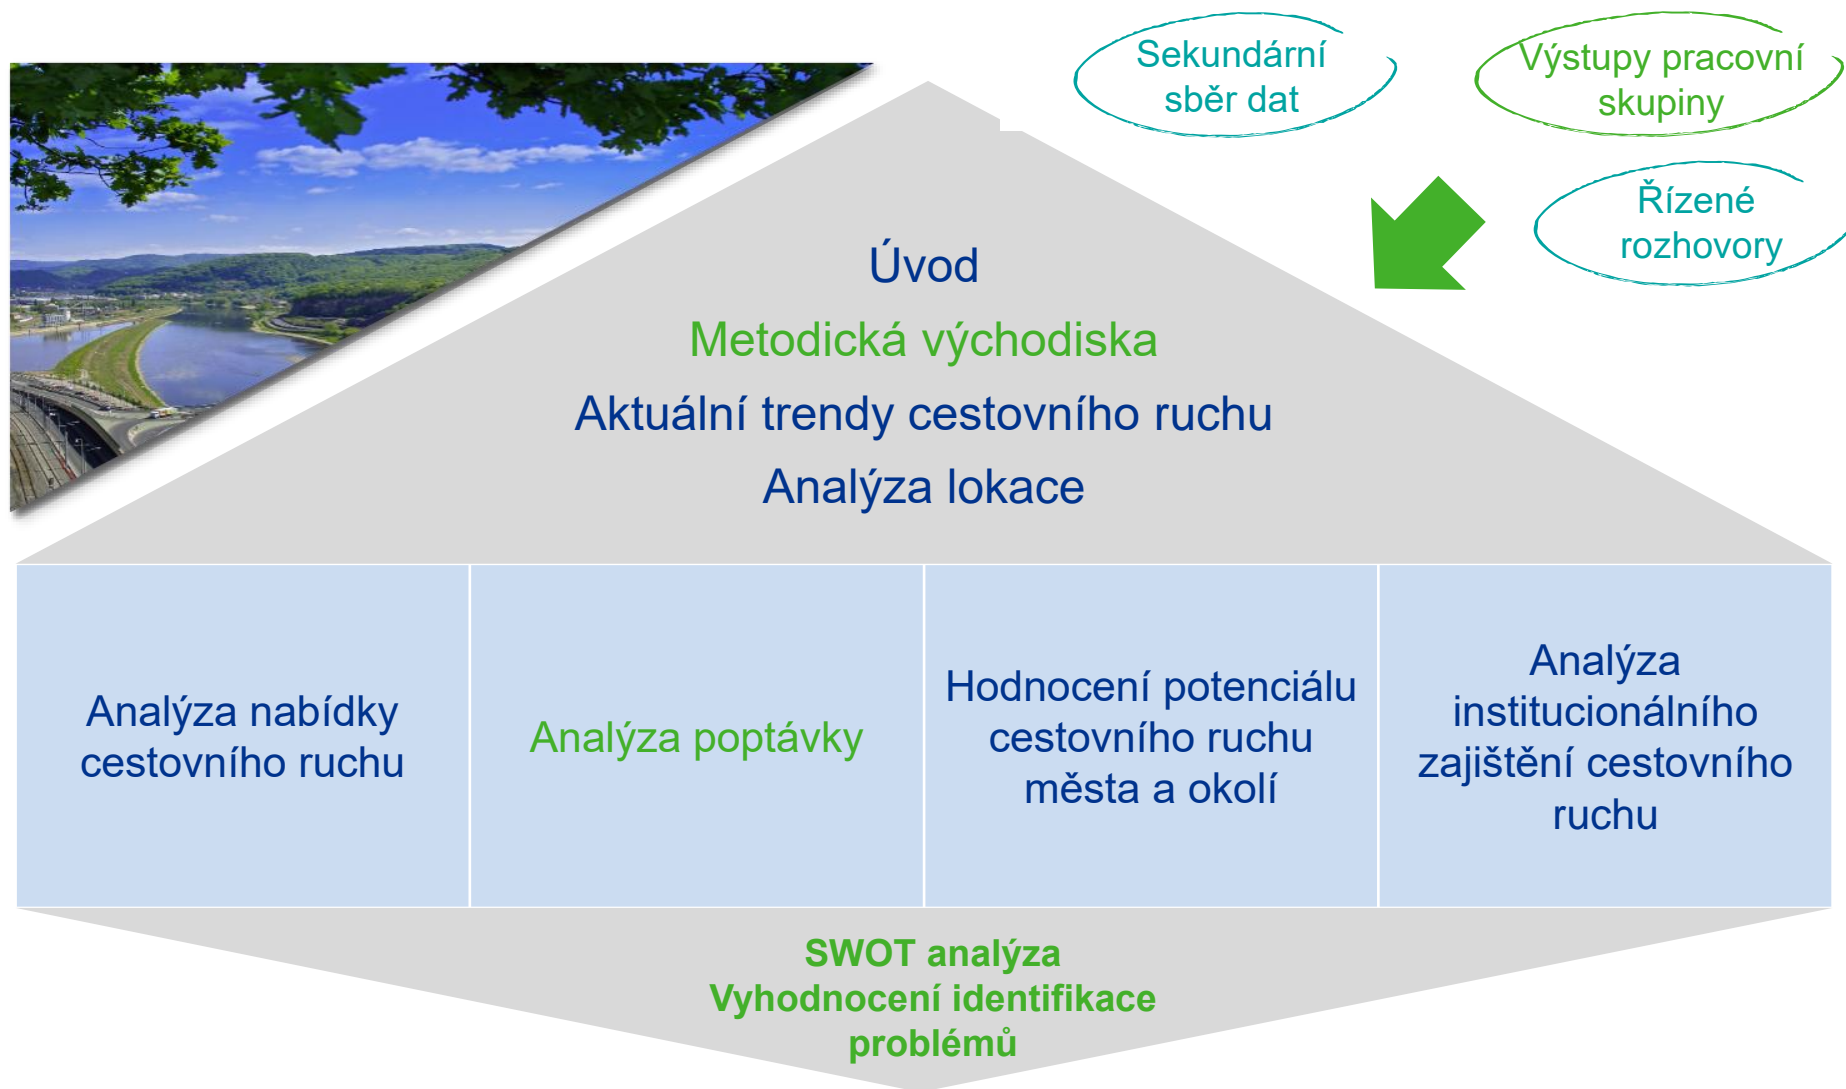 Sekundární
sběr dat
Výstupy pracovní
skupiny
Řízené
rozhovory
Úvod
Metodická východiska
Aktuální trendy cestovního ruchu
Analýza lokace
Analýza nabídky
cestovního ruchu
Analýza poptávky
Hodnocení potenciálu
cestovního ruchu
města a okolí
Analýza
institucionálního
zajištění cestovního
ruchu
SWOT analýza
Vyhodnocení identifikace
problémů